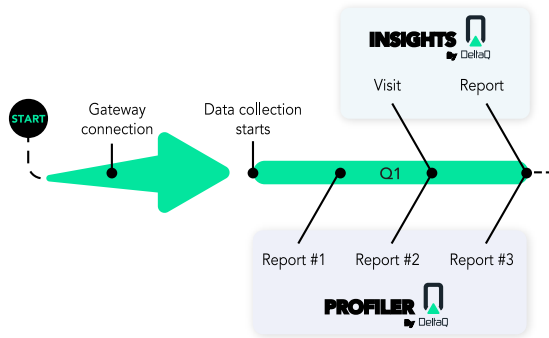 INSIGHTS
By DeltaQ
Visit
Report
START
Gateway
connection
Data collection
starts
Q1
Report #1
Report #2
Report #3
PROFILER
By DeltaQ